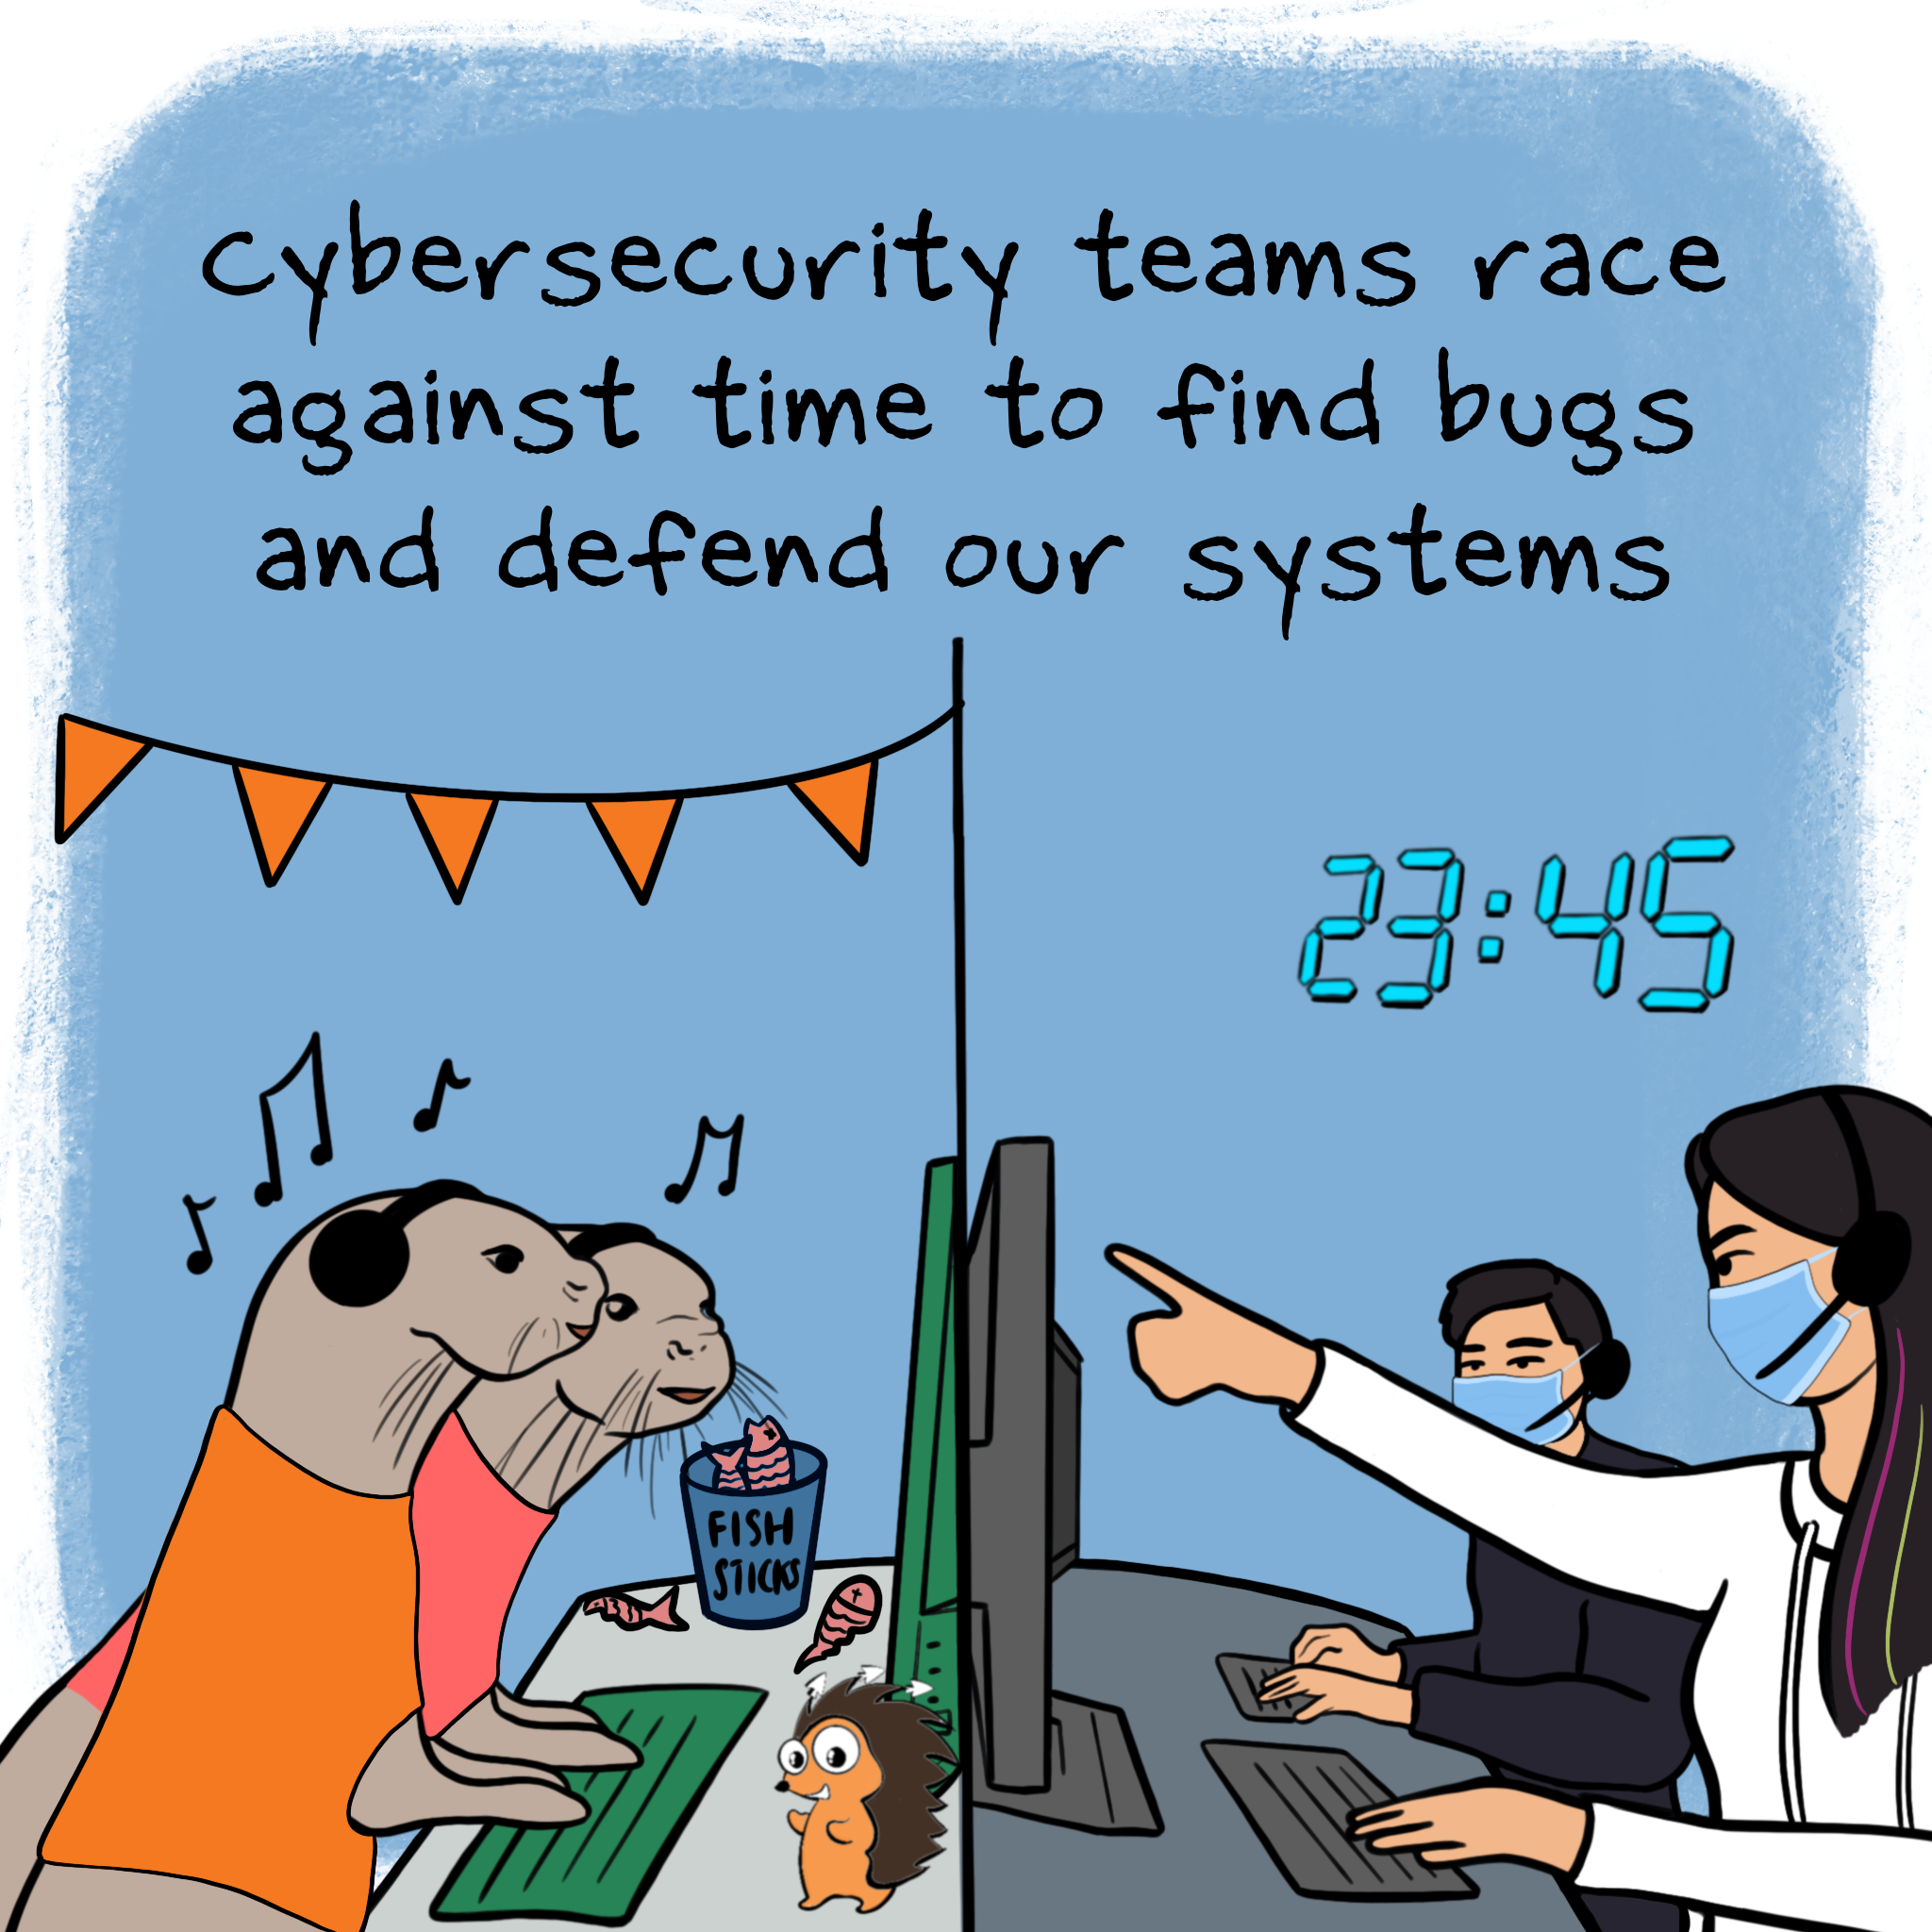 Cybersecurity teams race
against time to find bugs
and defend our systems
23:45
FISH
STICKS